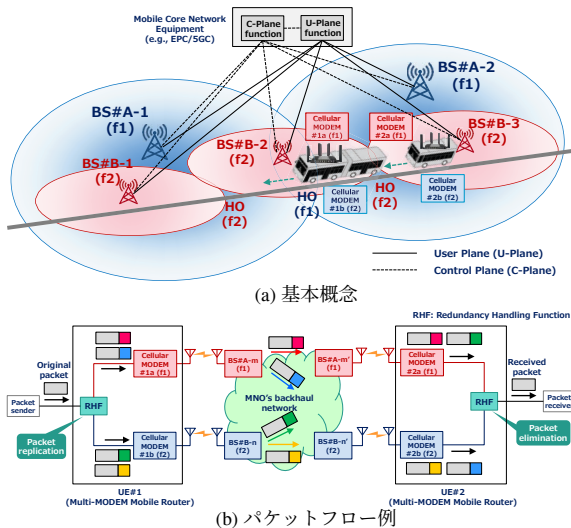 Mobile Core Network
Equipment
(e.g., EPC/5GC)
C-Plane
function
U-Plane
function
BS#A-1
(f1)
BS#A-2
(f1)
BS#B-1
(f2)
BS#B-2
(f2)
BS#B-3
(f2)
Cellular
MODEM
#1a (f1)
Cellular
MODEM
#2a (f1)
Cellular
MODEM
#1b (f2)
Cellular
MODEM
#2b (f2)
HO
(f2)
HO
(f1)
HO
(f2)
User Plane (U-Plane)
Control Plane (C-Plane)
(a) 基本概念
RHF: Redundancy Handling Function
Original
packet
Packet
sender
RHF
Packet
replication
Cellular
MODEM
#1a (f1)
Cellular
MODEM
#1b (f2)
UE#1
(Multi-MODEM Mobile Router)
BS#A-m
(f1)
BS#B-n
(f2)
MNO's backhaul
network
BS#A-m'
(f1)
BS#B-n'
(f2)
Cellular
MODEM
#2a (f1)
Cellular
MODEM
#2b (f2)
RHF
Received
packet
Packet
receiver
Packet
elimination
UE#2
(Multi-MODEM Mobile Router)
(b) パケットフロー例